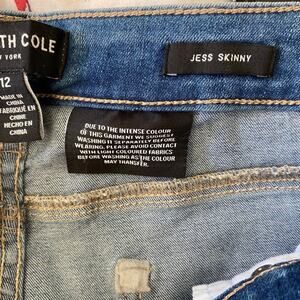 TH COLE
YORK
JESS SKINNY
12
MADE IN
CHINA
FABRIQUÉ EN
CHINE
HECHO EN
CHINA
DUE TO THE INTENSE COLOUR
OF THIS GARMENT WE SUGGEST
WASHING IT SEPARATELY BEFORE
WEARING. PLEASE AVOID CONTACT
WITH LIGHT COLOURED FABRICS
BEFORE WASHING AS THE COLOUR
MAY TRANSFER.